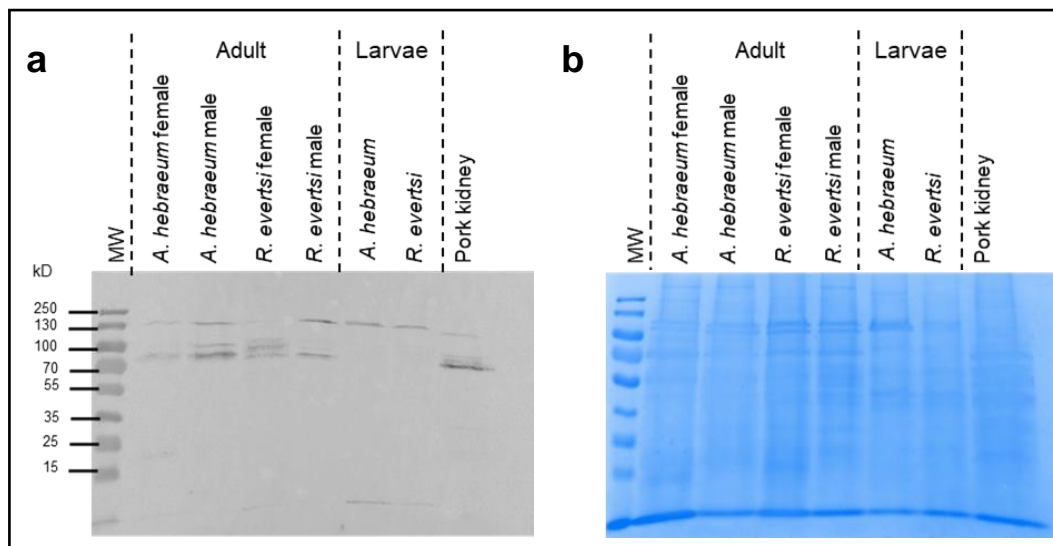 a
Adult
Larvae
MW
A. hebraeum female
A. hebraeum male
R. evertsi female
R. evertsi male
A. hebraeum
R. evertsi
Pork kidney
kD
250
130
100
70
55
35
25
15
b
Adult
Larvae
MW
A. hebraeum female
A. hebraeum male
R. evertsi female
R. evertsi male
A. hebraeum
R. evertsi
Pork kidney